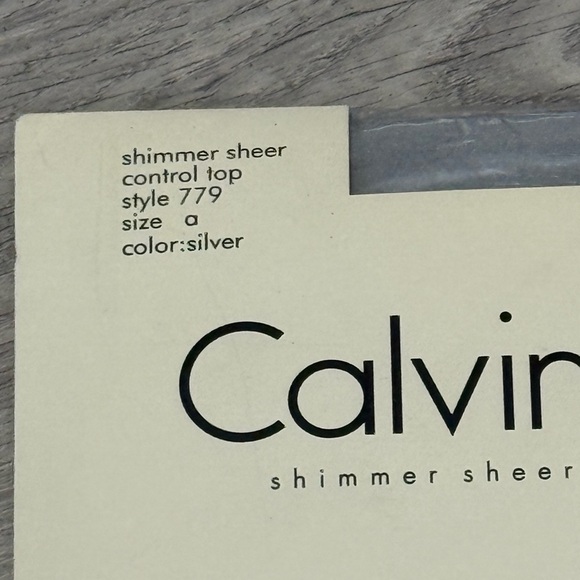 shimmer sheer
control top
style 779
size a
color:silver
Calvin
shimmer sheer